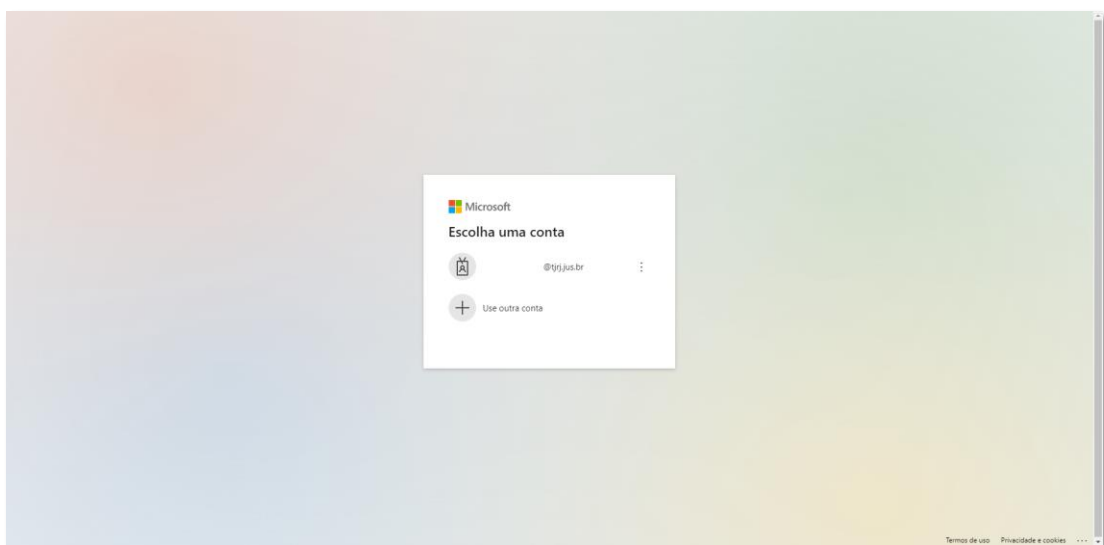 Microsoft
Escolha uma conta
@tjrj.jus.br
Use outra conta
Termos de uso Privacidade e cookies ...